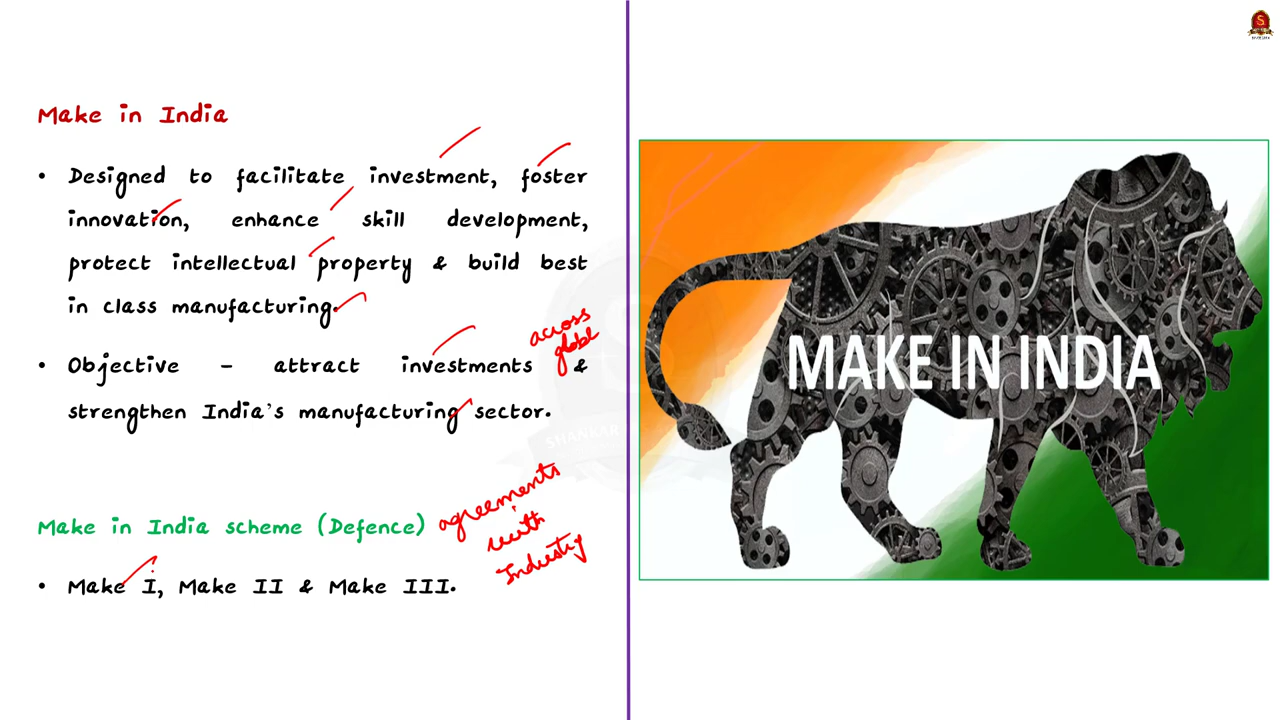 Make in India
• Designed to facilitate investment, foster
innovation, enhance skill development,
protect intellectual property & build best
in class manufacturing.
• Objective - attract investments &
strengthen India's manufacturing sector.
across
globe
Make in India scheme (Defence)
agreements
with
Industry
• Make I, Make II & Make III.
MAKE IN INDIA
SHANKAR